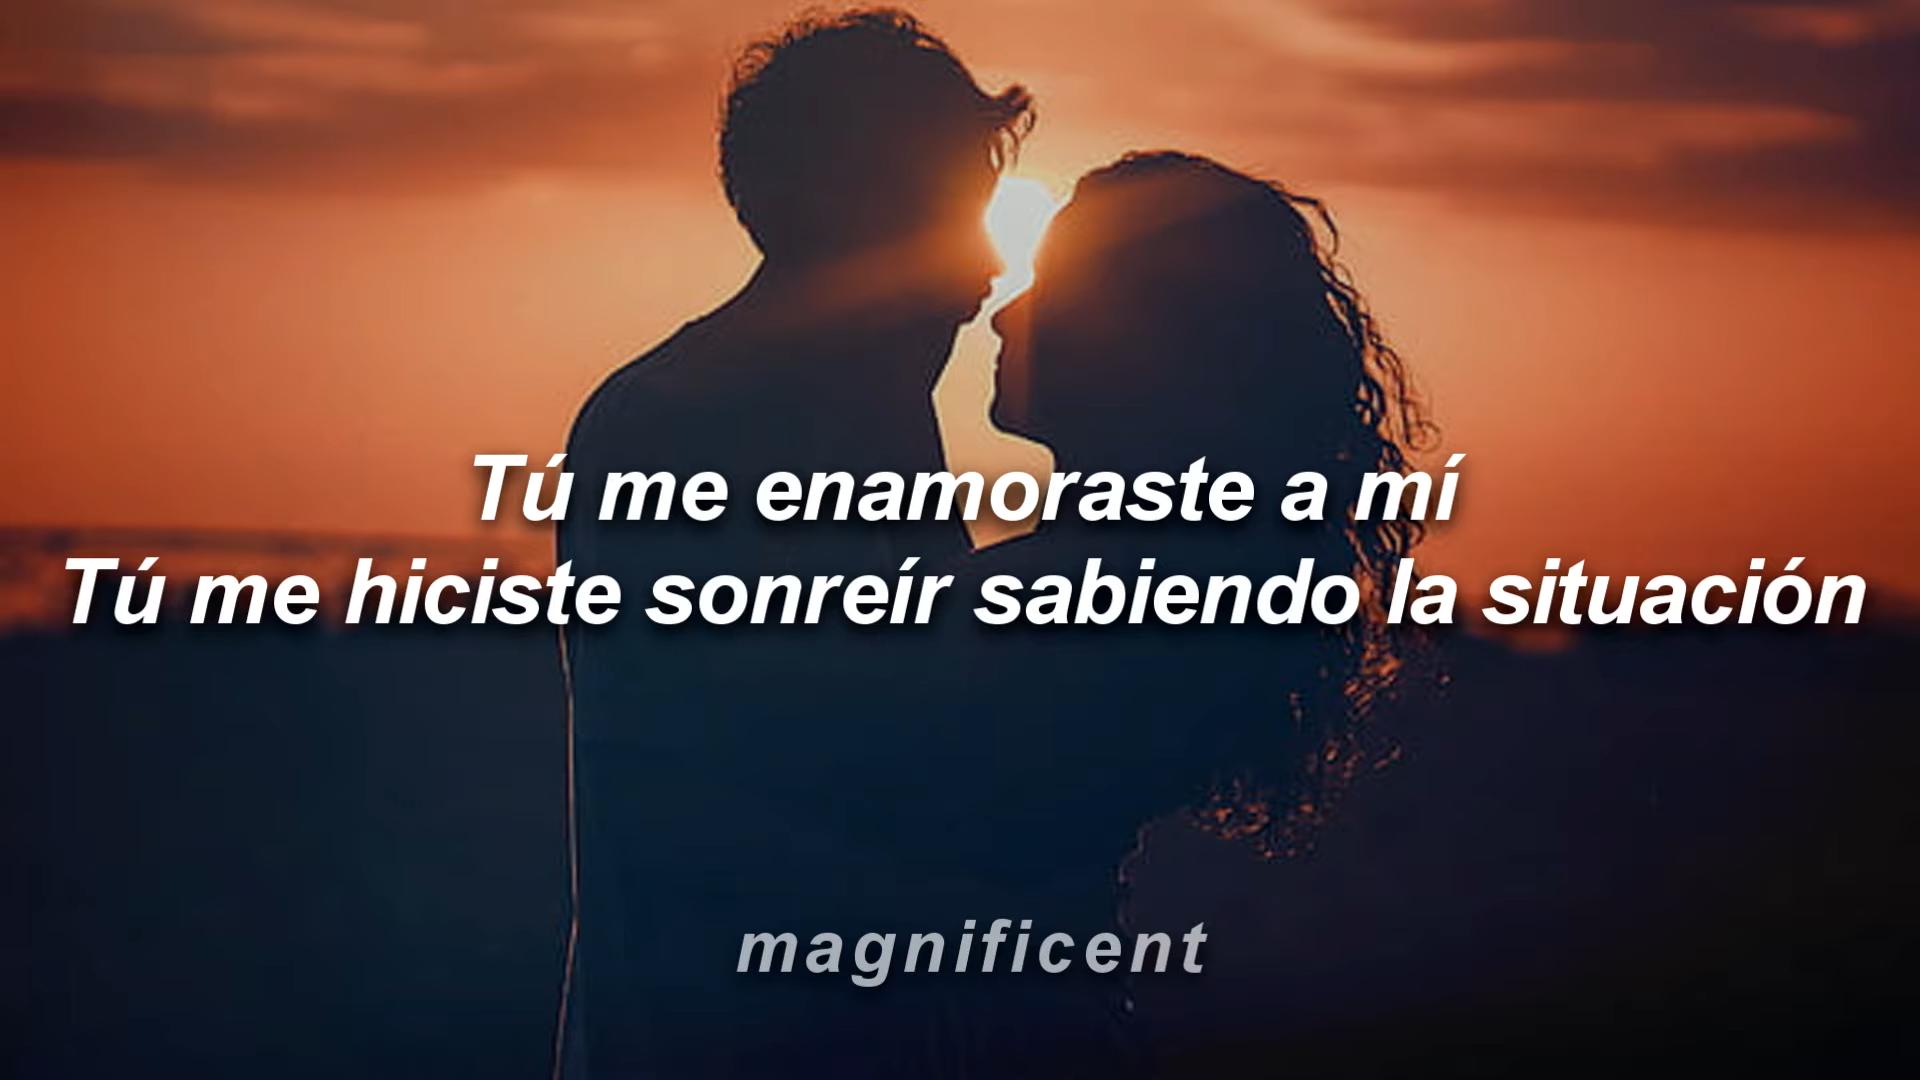 Tú me enamoraste a mí
Tú me hiciste sonreír sabiendo la situación
magnificent